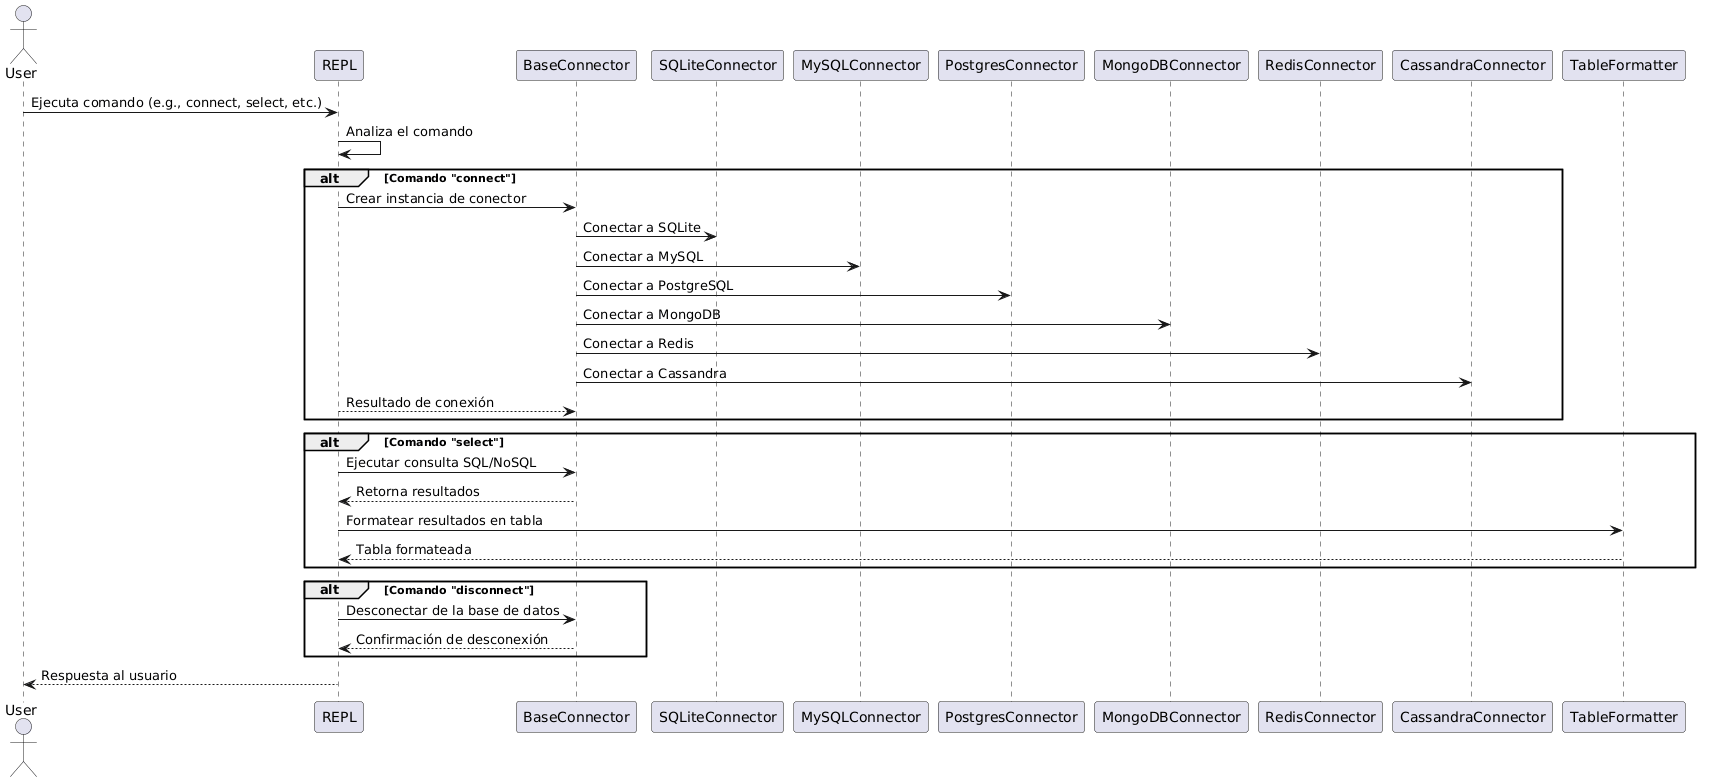 User
REPL
BaseConnector
SQLiteConnector
MySQLConnector
PostgresConnector
MongoDBConnector
RedisConnector
CassandraConnector
TableFormatter
Ejecuta comando (e.g., connect, select, etc.)
Analiza el comando
alt [Comando "connect"]
Crear instancia de conector
Conectar a SQLite
Conectar a MySQL
Conectar a PostgreSQL
Conectar a MongoDB
Conectar a Redis
Conectar a Cassandra
Resultado de conexión
alt [Comando "select"]
Ejecutar consulta SQL/NoSQL
Retorna resultados
Formatear resultados en tabla
Tabla formateada
alt [Comando "disconnect"]
Desconectar de la base de datos
Confirmación de desconexión
Respuesta al usuario
User
REPL
BaseConnector
SQLiteConnector
MySQLConnector
PostgresConnector
MongoDBConnector
RedisConnector
CassandraConnector
TableFormatter